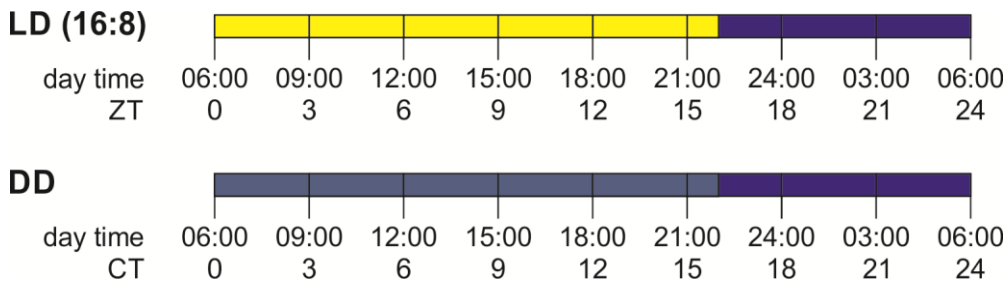 LD (16:8)
day time 06:00 09:00 12:00 15:00 18:00 21:00 24:00 03:00 06:00
ZT 0 3 6 9 12 15 18 21 24
DD
day time 06:00 09:00 12:00 15:00 18:00 21:00 24:00 03:00 06:00
CT 0 3 6 9 12 15 18 21 24